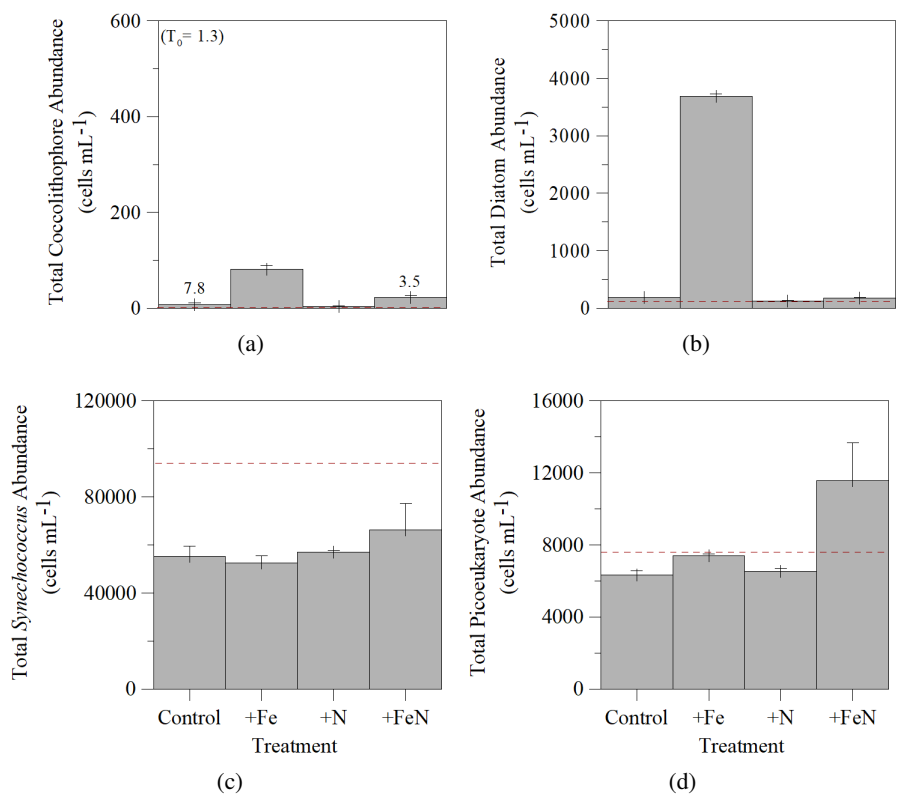 Total Coccolithophore Abundance
(cells mL⁻¹)
600
400
200
0
(T₀= 1.3)
7.8
3.5
(a)
Total Diatom Abundance
(cells mL⁻¹)
5000
4000
3000
2000
1000
0
(b)
Total Synechococcus Abundance
(cells mL⁻¹)
120000
80000
40000
0
Control +Fe +N +FeN
Treatment
(c)
Total Picoeukaryote Abundance
(cells mL⁻¹)
16000
12000
8000
4000
0
Control +Fe +N +FeN
Treatment
(d)